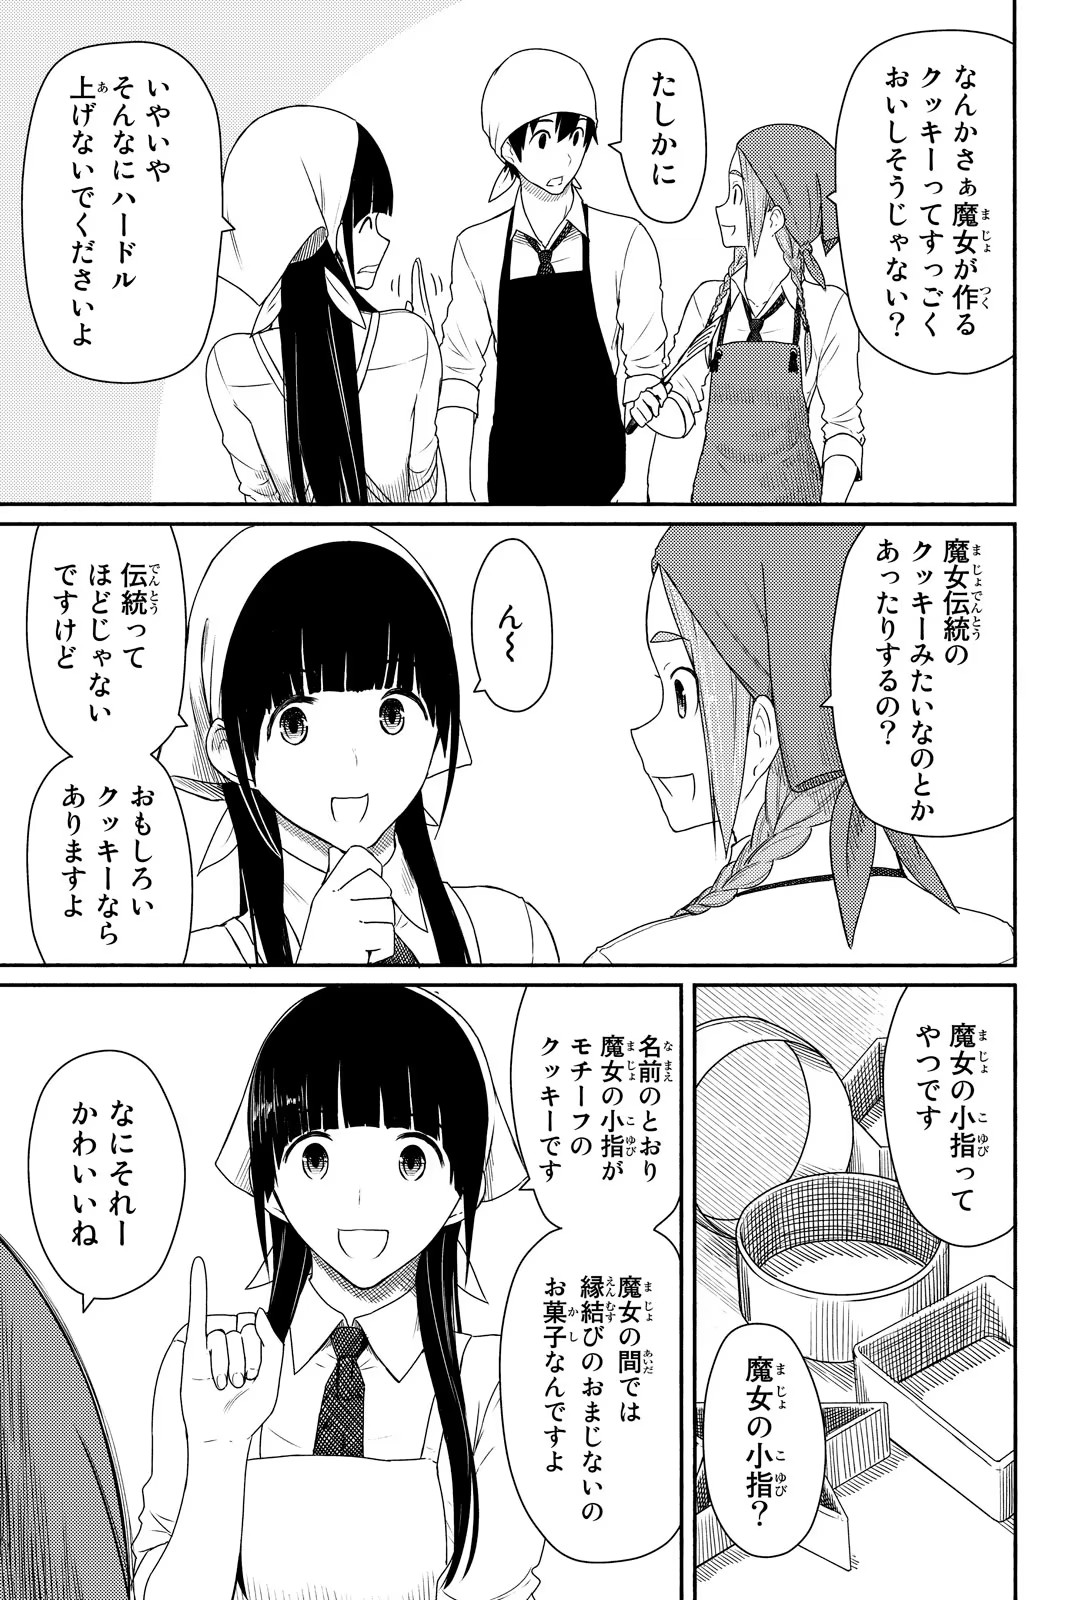 なんかさぁ魔女が作る
クッキーってすっごく
おいしそうじゃない？
たしかに
いやいや
そんなにハードル
上げないでくださいよ
魔女伝統の
クッキーみたいなのとか
あったりするの？
ん〜
伝統って
ほどじゃない
ですけど
おもしろい
クッキーなら
ありますよ
魔女の小指って
やつです
魔女の小指？
名前のとおり
魔女の小指が
モチーフの
クッキーです
魔女の間では
縁結びのおまじないの
お菓子なんですよ
なにそれー
かわいいね